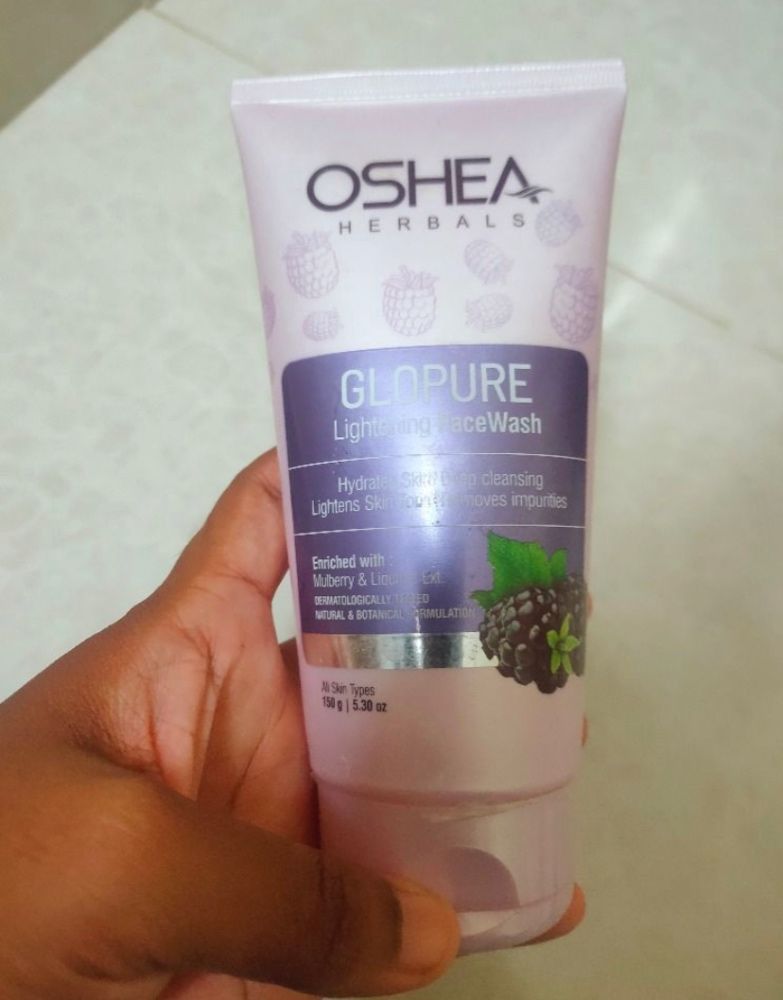 OSHEA
HERBALS
GLOPURE
Lightening FaceWash
Hydrates Skin Deep cleansing
Lightens Skin Removes impurities
Enriched with :
Mulberry & Ext.
DERMATOLOGICALLY TESTED
NATURAL & BOTANICAL FORMULATION
All Skin Types
150 g | 5.30 oz